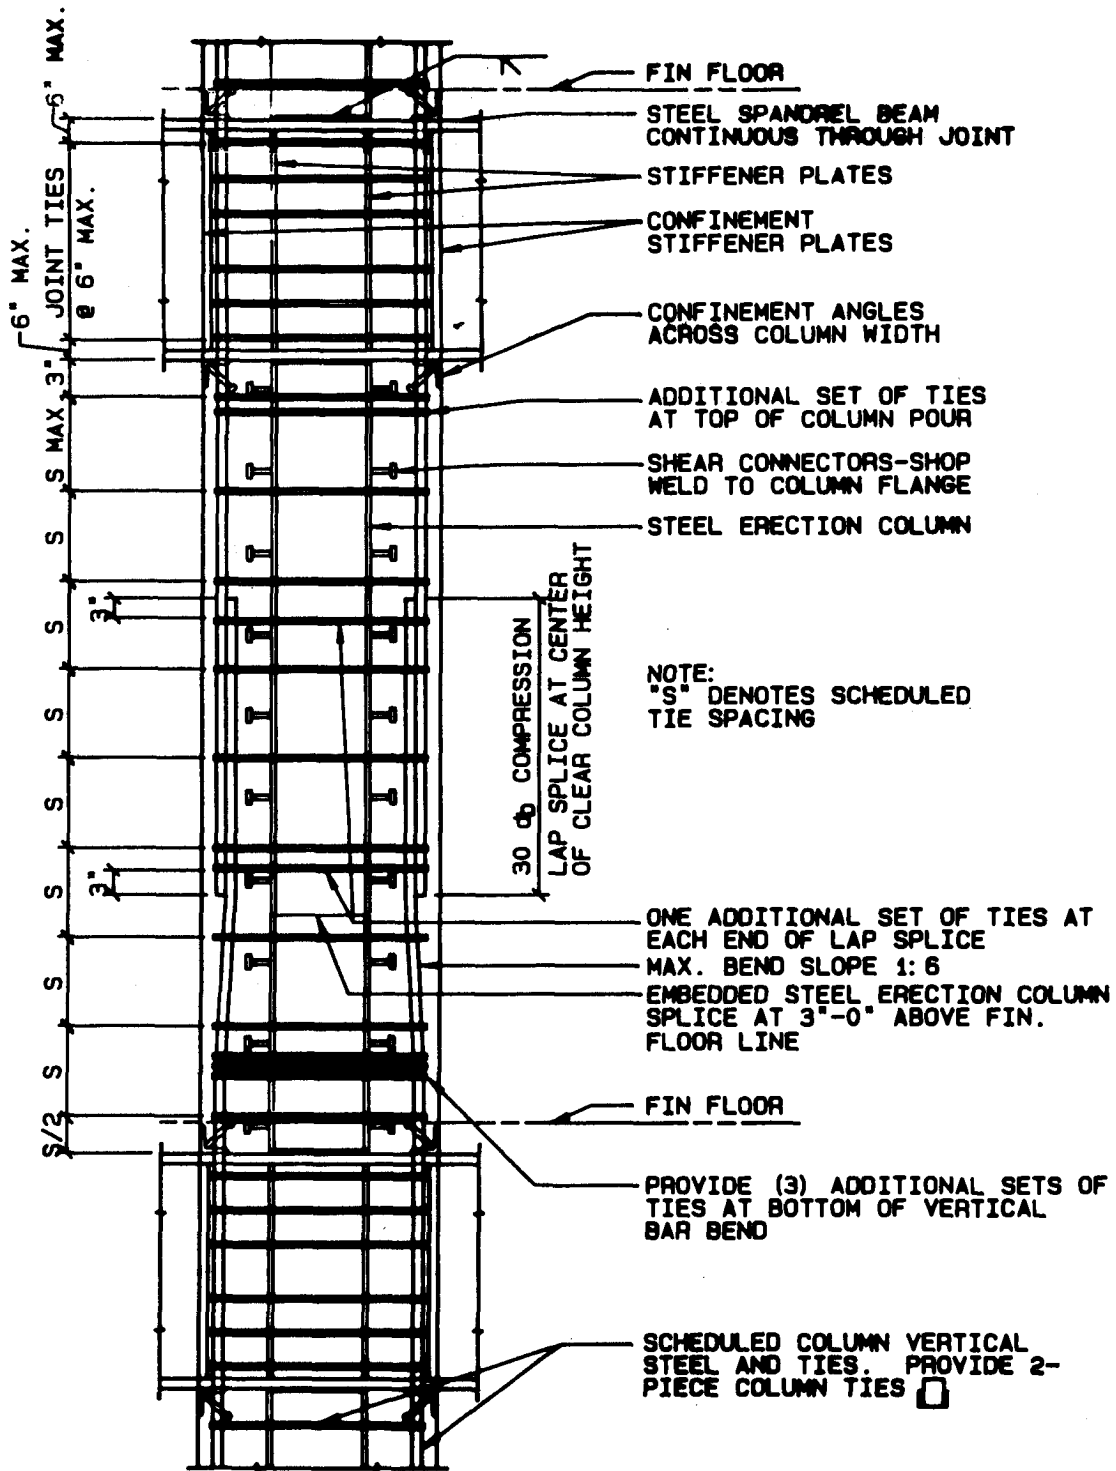 FIN FLOOR
STEEL SPANDREL BEAM
CONTINUOUS THROUGH JOINT
STIFFENER PLATES
CONFINEMENT
STIFFENER PLATES
CONFINEMENT ANGLES
ACROSS COLUMN WIDTH
ADDITIONAL SET OF TIES
AT TOP OF COLUMN POUR
SHEAR CONNECTORS-SHOP
WELD TO COLUMN FLANGE
STEEL ERECTION COLUMN
NOTE:
"S" DENOTES SCHEDULED
TIE SPACING
ONE ADDITIONAL SET OF TIES AT
EACH END OF LAP SPLICE
MAX. BEND SLOPE 1:6
EMBEDDED STEEL ERECTION COLUMN
SPLICE AT 3"-0" ABOVE FIN.
FLOOR LINE
FIN FLOOR
PROVIDE (3) ADDITIONAL SETS OF
TIES AT BOTTOM OF VERTICAL
BAR BEND
SCHEDULED COLUMN VERTICAL
STEEL AND TIES. PROVIDE 2-
PIECE COLUMN TIES
30 db COMPRESSION
LAP SPLICE AT CENTER
OF CLEAR COLUMN HEIGHT
6" MAX.
JOINT TIES
@ 6" MAX.
6" MAX.
3"
S MAX
S
S
3"
S
S
S
3"
S
S
S/2